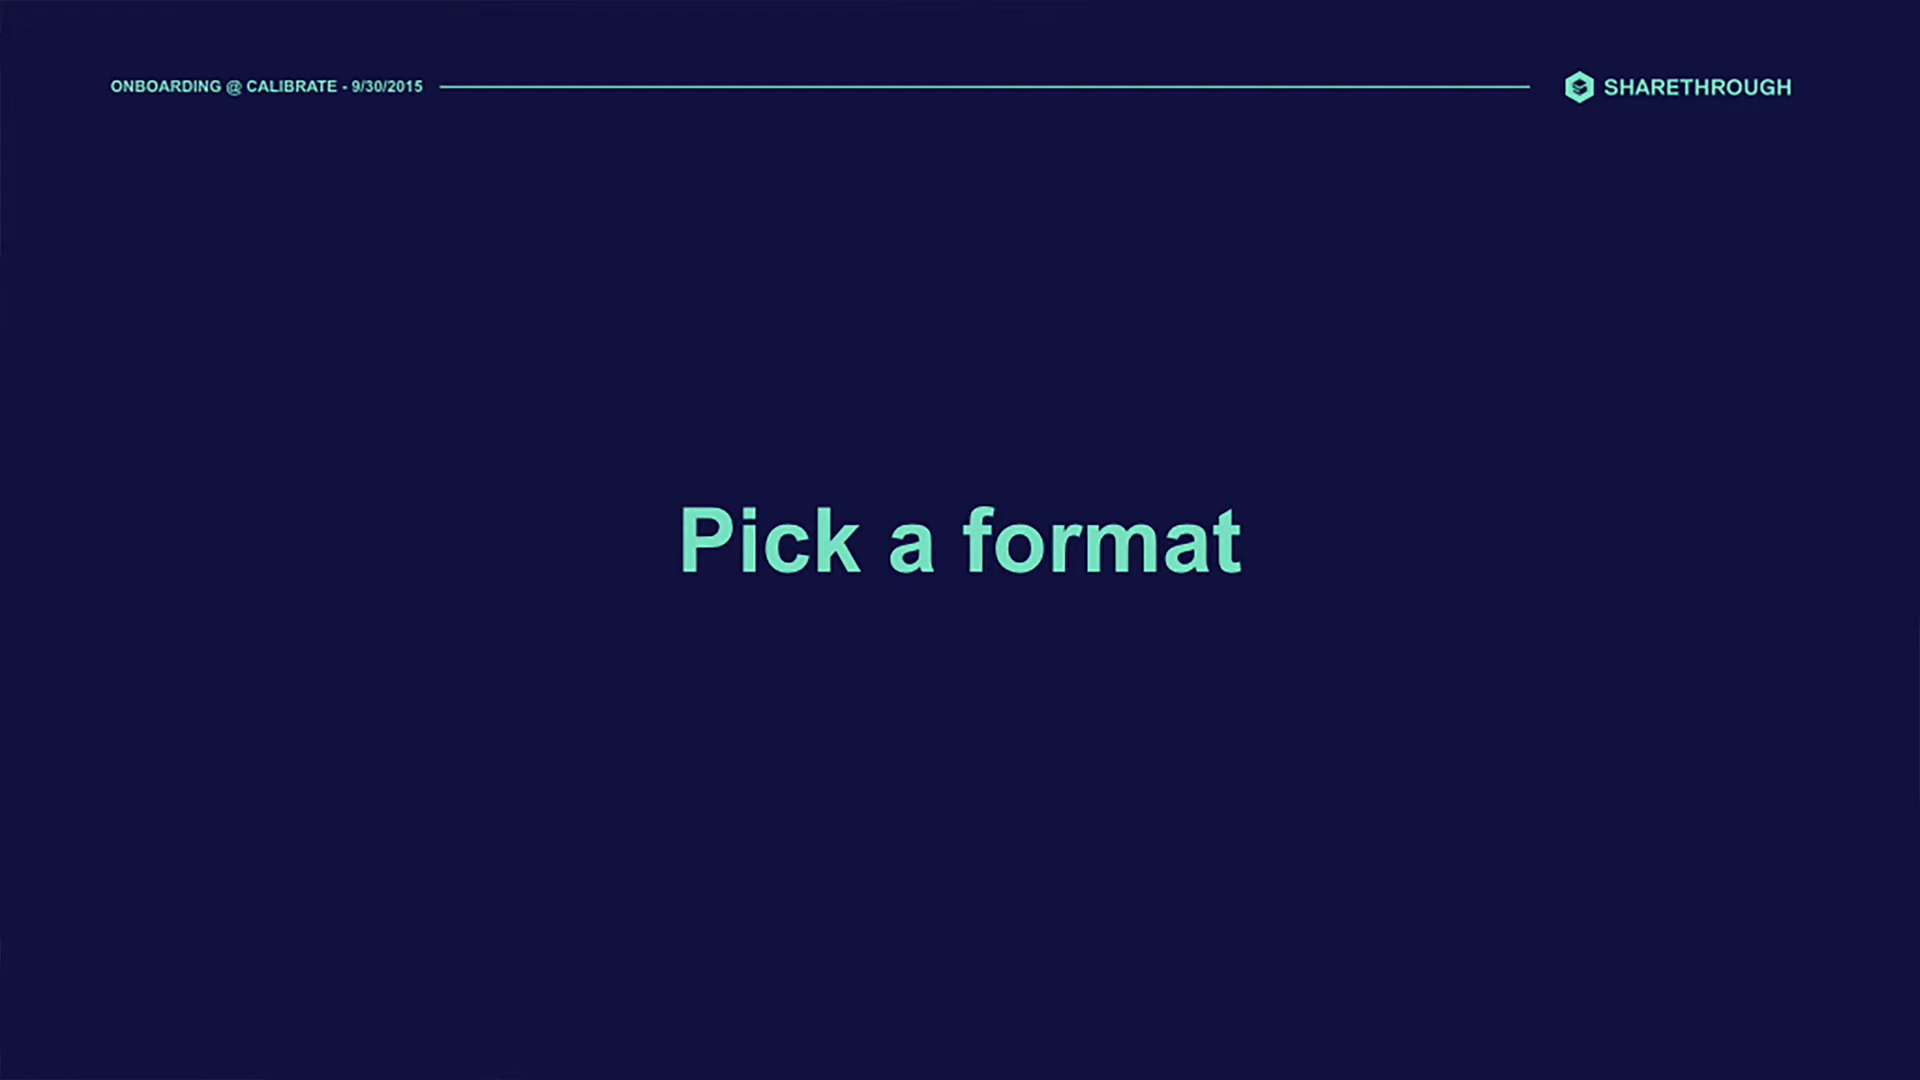 ONBOARDING @ CALIBRATE - 9/30/2015
SHARETHROUGH
Pick a format